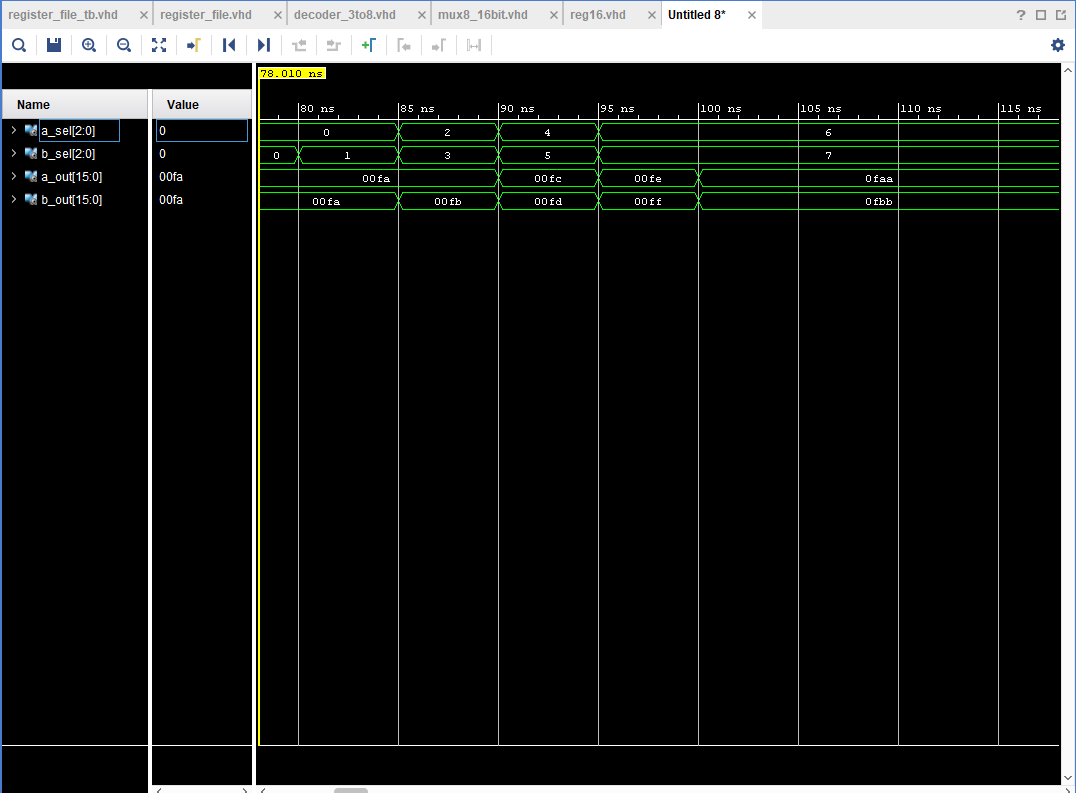 register_file_tb.vhd register_file.vhd decoder_3to8.vhd mux8_16bit.vhd reg16.vhd Untitled 8* ?
78.010 ns
Name Value 80 ns 85 ns 90 ns 95 ns 100 ns 105 ns 110 ns 115 ns
a_sel[2:0] 0 0 2 4 6
b_sel[2:0] 0 0 1 3 5 7
a_out[15:0] 00fa 00fa 00fc 00fe 0faa
b_out[15:0] 00fa 00fa 00fb 00fd 00ff 0fbb